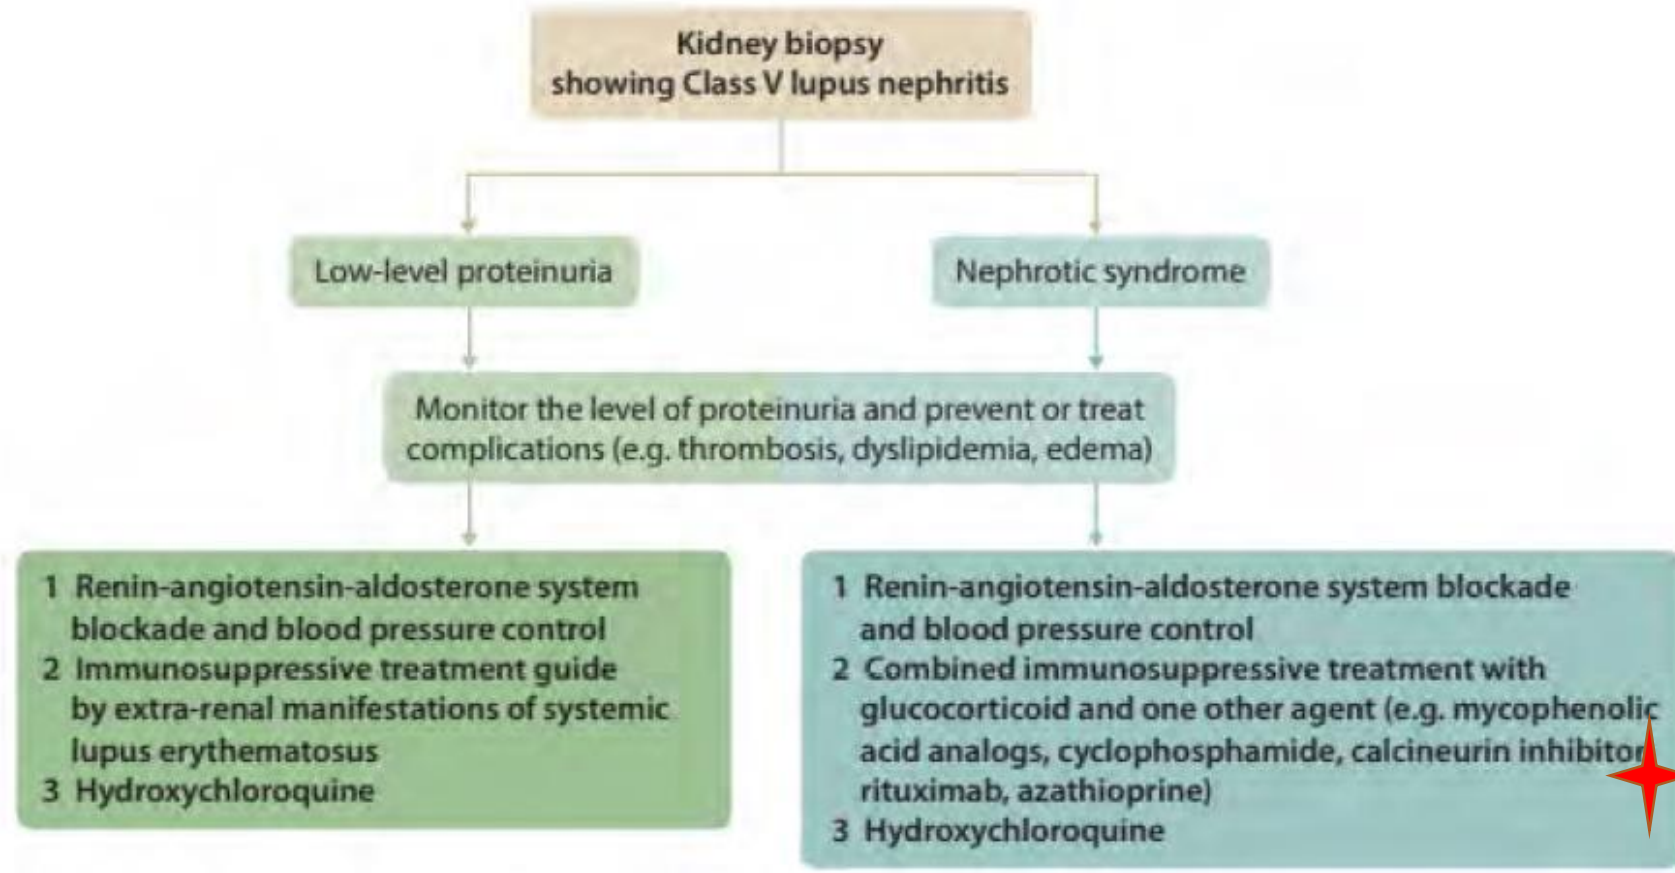 Kidney biopsy
showing Class V lupus nephritis
Low-level proteinuria
Nephrotic syndrome
Monitor the level of proteinuria and prevent or treat
complications (e.g. thrombosis, dyslipidemia, edema)
1 Renin-angiotensin-aldosterone system
blockade and blood pressure control
2 Immunosuppressive treatment guide
by extra-renal manifestations of systemic
lupus erythematosus
3 Hydroxychloroquine
1 Renin-angiotensin-aldosterone system blockade
and blood pressure control
2 Combined immunosuppressive treatment with
glucocorticoid and one other agent (e.g. mycophenolic
acid analogs, cyclophosphamide, calcineurin inhibitor
rituximab, azathioprine)
3 Hydroxychloroquine